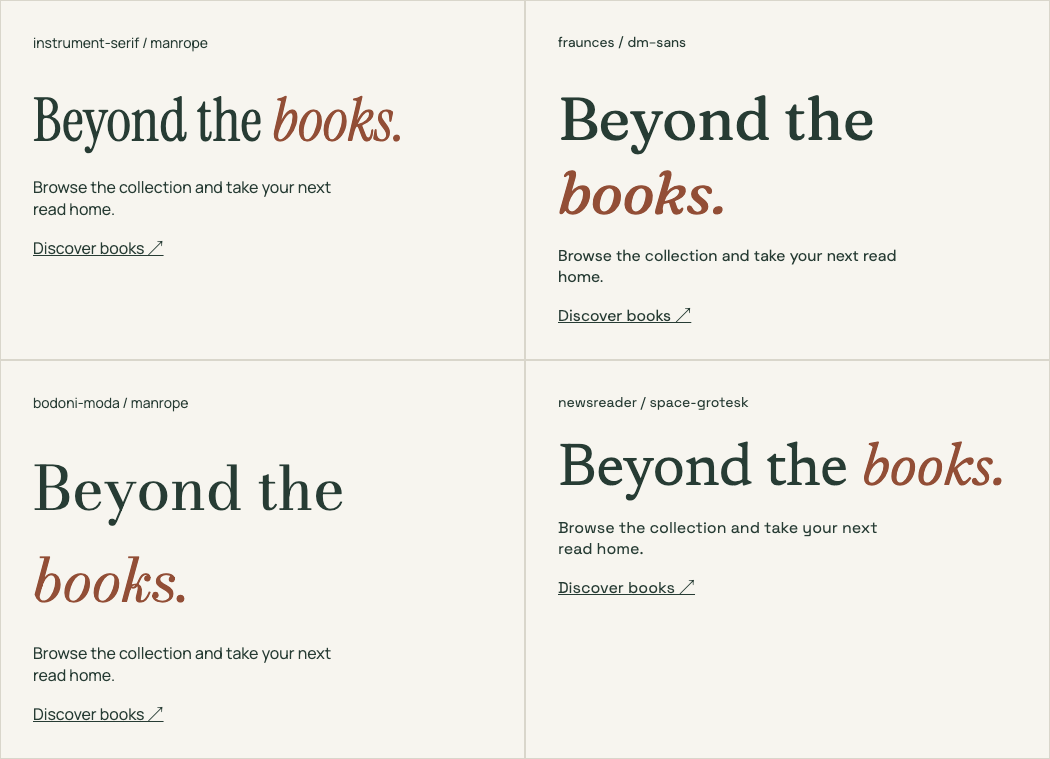 instrument-serif / manrope
Beyond the books.
Browse the collection and take your next
read home.
Discover books ↗
fraunces / dm-sans
Beyond the
books.
Browse the collection and take your next read
home.
Discover books ↗
bodoni-moda / manrope
Beyond the
books.
Browse the collection and take your next
read home.
Discover books ↗
newsreader / space-grotesk
Beyond the books.
Browse the collection and take your next
read home.
Discover books ↗